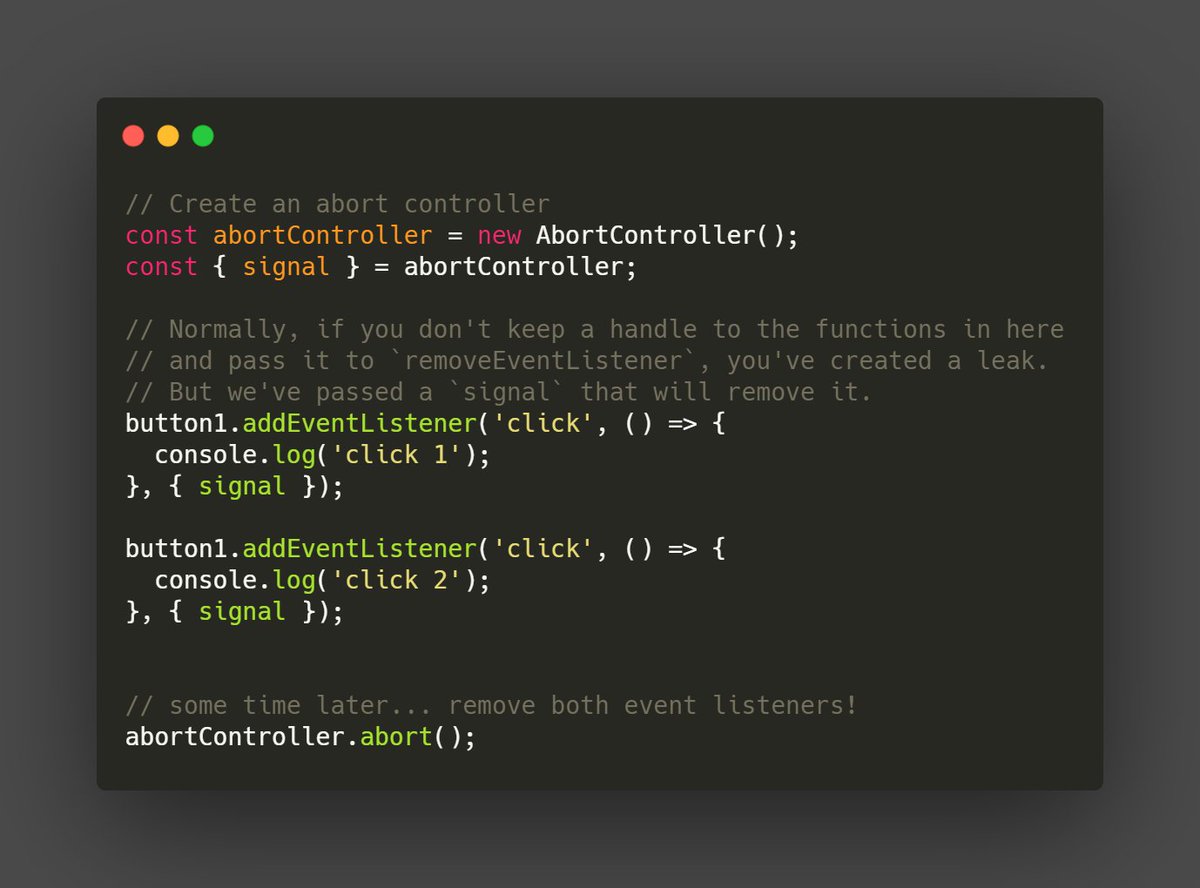 // Create an abort controller
const abortController = new AbortController();
const { signal } = abortController;
// Normally, if you don't keep a handle to the functions in here
// and pass it to `removeEventListener`, you've created a leak.
// But we've passed a `signal` that will remove it.
button1.addEventListener('click', () => {
  console.log('click 1');
}, { signal });
button1.addEventListener('click', () => {
  console.log('click 2');
}, { signal });
// some time later... remove both event listeners!
abortController.abort();